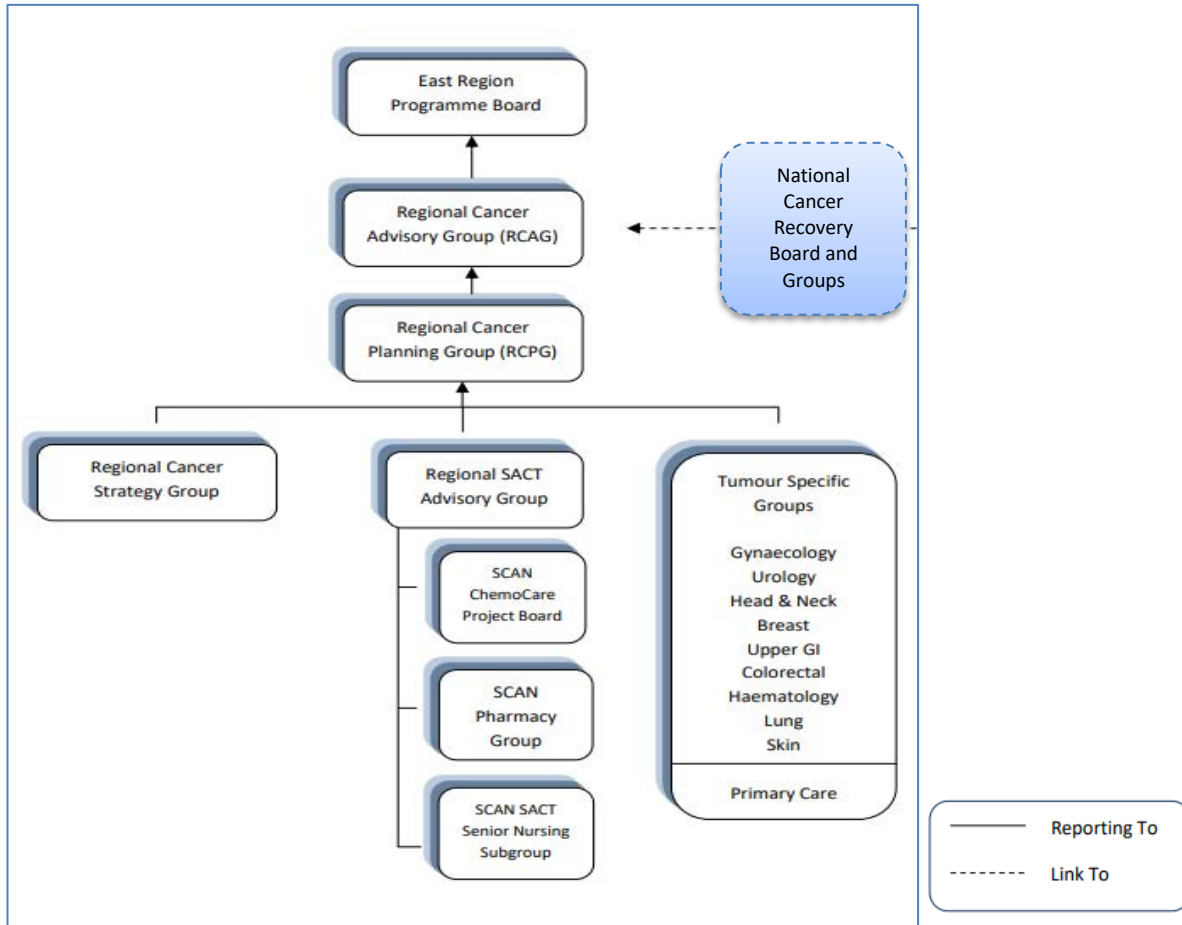 East Region
Programme Board
Regional Cancer
Advisory Group (RCAG)
National
Cancer
Recovery
Board and
Groups
Regional Cancer
Planning Group (RCPG)
Regional Cancer
Strategy Group
Regional SACT
Advisory Group
SCAN
ChemoCare
Project Board
SCAN
Pharmacy
Group
SCAN SACT
Senior Nursing
Subgroup
Tumour Specific
Groups
Gynaecology
Urology
Head & Neck
Breast
Upper GI
Colorectal
Haematology
Lung
Skin
Primary Care
Reporting To
Link To